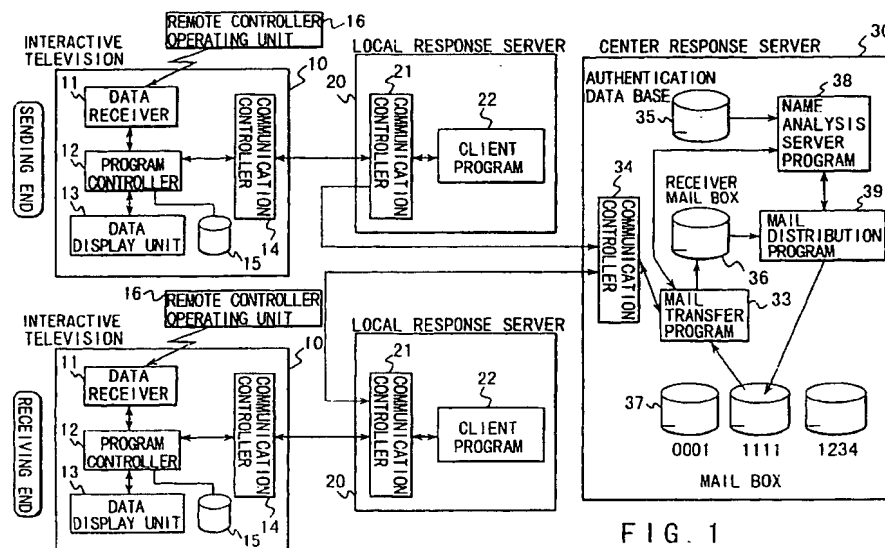 REMOTE CONTROLLER
OPERATING UNIT
16
INTERACTIVE
TELEVISION
10
SENDING END
11
DATA
RECEIVER
12
PROGRAM
CONTROLLER
13
DATA
DISPLAY UNIT
15
COMMUNICATION
CONTROLLER
14
LOCAL RESPONSE SERVER
20
21
COMMUNICATION
CONTROLLER
22
CLIENT
PROGRAM
CENTER RESPONSE SERVER
30
AUTHENTICATION
DATA BASE
35
38
NAME
ANALYSIS
SERVER
PROGRAM
34
COMMUNICATION
CONTROLLER
RECEIVER
MAIL BOX
36
39
MAIL
DISTRIBUTION
PROGRAM
33
MAIL
TRANSFER
PROGRAM
37
0001
1111
1234
MAIL BOX
16
REMOTE CONTROLLER
OPERATING UNIT
INTERACTIVE
TELEVISION
10
RECEIVING END
11
DATA
RECEIVER
12
PROGRAM
CONTROLLER
13
DATA
DISPLAY UNIT
15
COMMUNICATION
CONTROLLER
14
LOCAL RESPONSE SERVER
20
21
COMMUNICATION
CONTROLLER
22
CLIENT
PROGRAM
FIG. 1